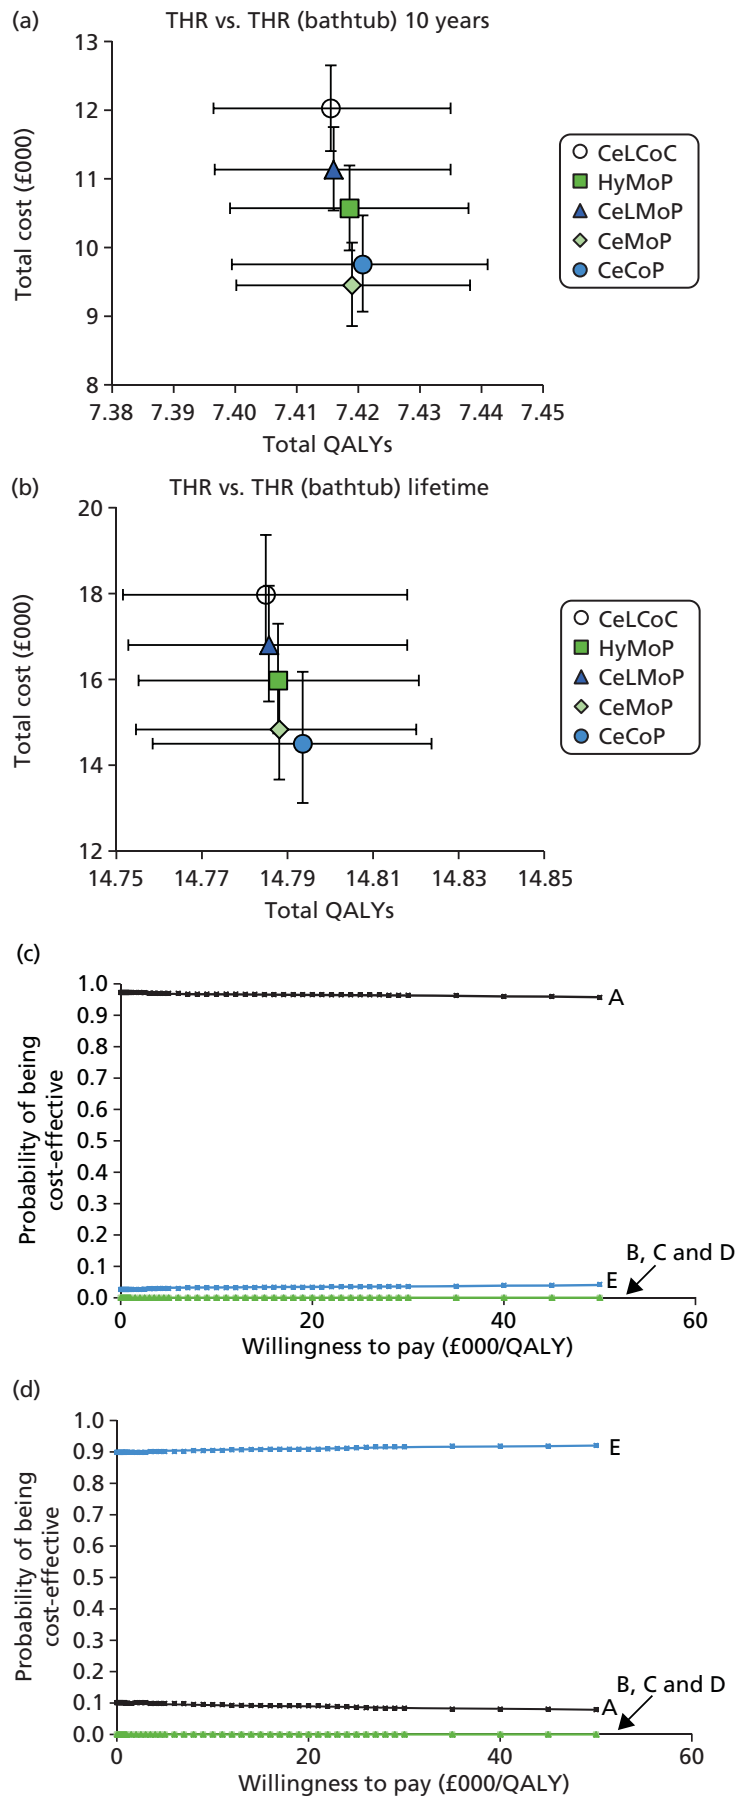 (a)
THR vs. THR (bathtub) 10 years
Total cost (£000)
13
12
11
10
9
8
7.38 7.39 7.40 7.41 7.42 7.43 7.44 7.45
Total QALYs
CeLCoC
HyMoP
CeLMoP
CeMoP
CeCoP
(b)
THR vs. THR (bathtub) lifetime
Total cost (£000)
20
18
16
14
12
14.75 14.77 14.79 14.81 14.83 14.85
Total QALYs
CeLCoC
HyMoP
CeLMoP
CeMoP
CeCoP
(c)
Probability of being
cost-effective
1.0
0.9
0.8
0.7
0.6
0.5
0.4
0.3
0.2
0.1
0.0
A
E
B, C and D
0 20 40 60
Willingness to pay (£000/QALY)
(d)
Probability of being
cost-effective
1.0
0.9
0.8
0.7
0.6
0.5
0.4
0.3
0.2
0.1
0.0
E
B, C and D
A
0 20 40 60
Willingness to pay (£000/QALY)